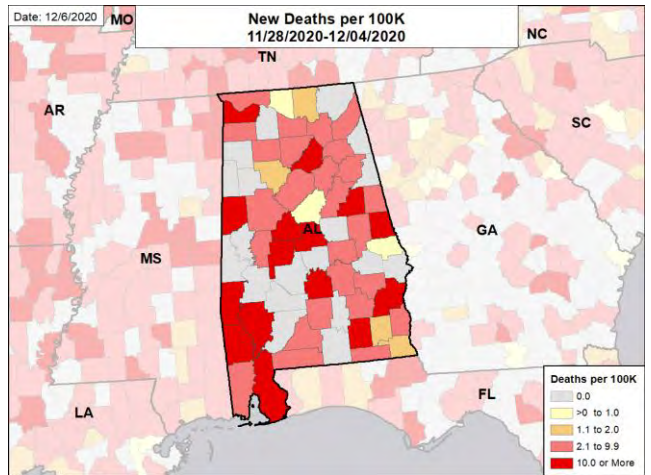 Date: 12/6/2020
New Deaths per 100K
11/28/2020-12/04/2020
MO
NC
TN
AR
SC
AL
MS
GA
LA
FL
Deaths per 100K
0.0
>0 to 1.0
1.1 to 2.0
2.1 to 9.9
10.0 or More